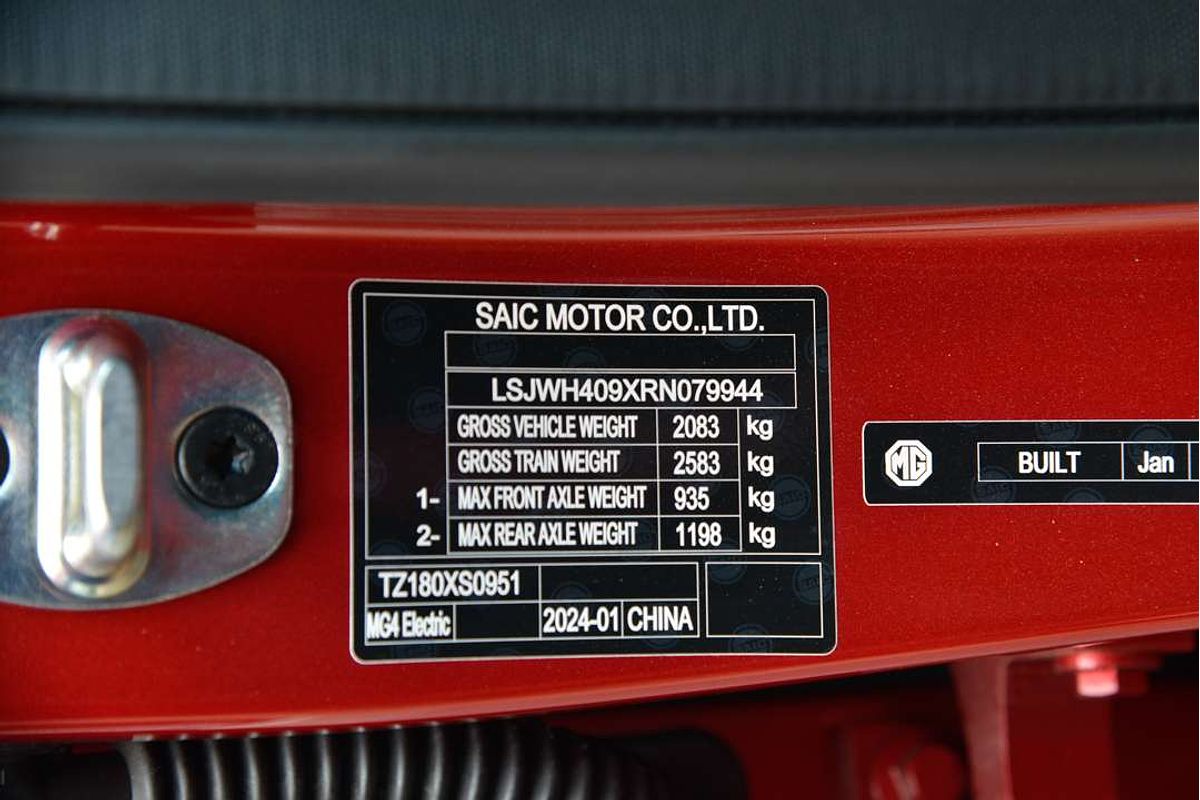 SAIC MOTOR CO.,LTD.
LSJWH409XRN079944
GROSS VEHICLE WEIGHT 2083 kg
GROSS TRAIN WEIGHT 2583 kg
1- MAX FRONT AXLE WEIGHT 935 kg
2- MAX REAR AXLE WEIGHT 1198 kg
TZ180XS0951
MG4 Electric 2024-01 CHINA
MG BUILT Jan